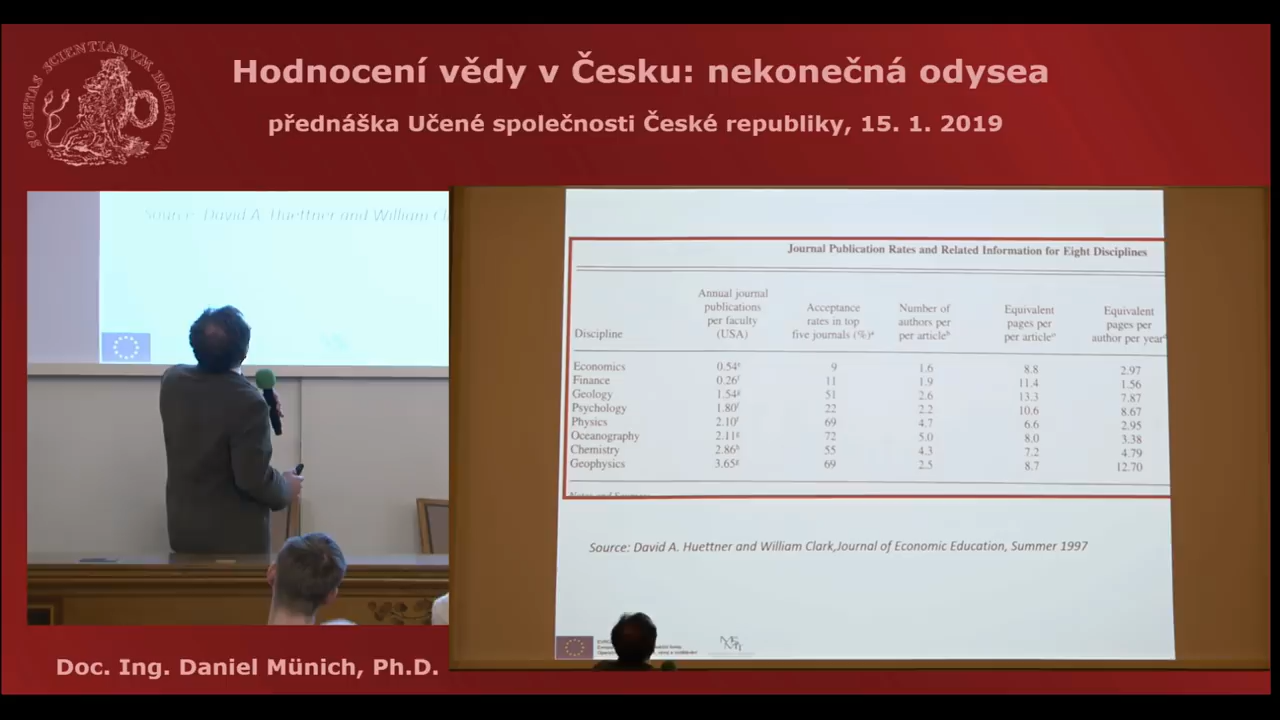 SOCIETAS SCIENTIARVM BOHEMICA
Hodnocení vědy v Česku: nekonečná odysea
přednáška Učené společnosti České republiky, 15. 1. 2019
Source: David A. Huettner and William Cl
Journal Publication Rates and Related Information for Eight Disciplines
Discipline
Annual journal
publications
per faculty
(USA)
Acceptance
rates in top
five journals (%)ᵃ
Number of
authors per
per articleᵇ
Equivalent
pages per
per article
Equivalent
pages per
author per year
Economics 0.54 9 1.6 8.8 2.97
Finance 0.26 11 1.9 11.4 1.56
Geology 1.54 51 2.6 13.3 7.87
Psychology 1.80 22 2.2 10.6 8.67
Physics 2.10 69 4.7 6.6 2.95
Oceanography 2.11 72 5.0 8.0 3.38
Chemistry 2.86 55 4.3 7.2 4.79
Geophysics 3.65 69 2.5 8.7 12.70
Source: David A. Huettner and William Clark,Journal of Economic Education, Summer 1997
Doc. Ing. Daniel Münich, Ph.D.